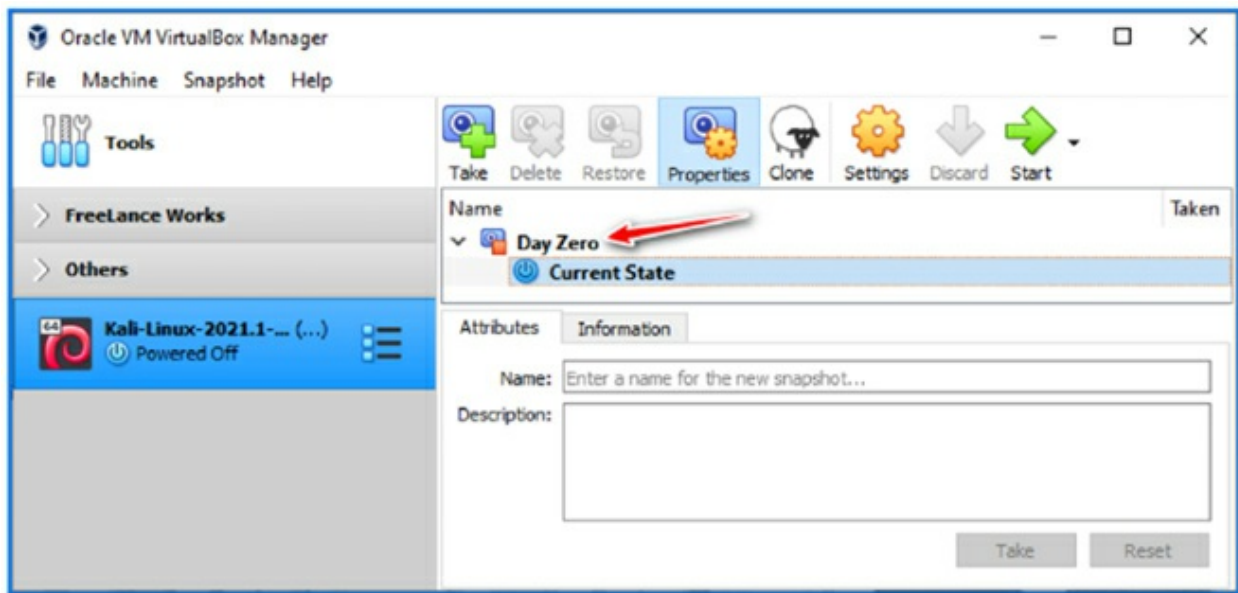 Oracle VM VirtualBox Manager
File Machine Snapshot Help
Tools
Take Delete Restore Properties Clone Settings Discard Start
FreeLance Works
Others
64
Kali-Linux-2021.1-... (...)
Powered Off
Name Taken
Day Zero
Current State
Attributes Information
Name: Enter a name for the new snapshot...
Description:
Take Reset